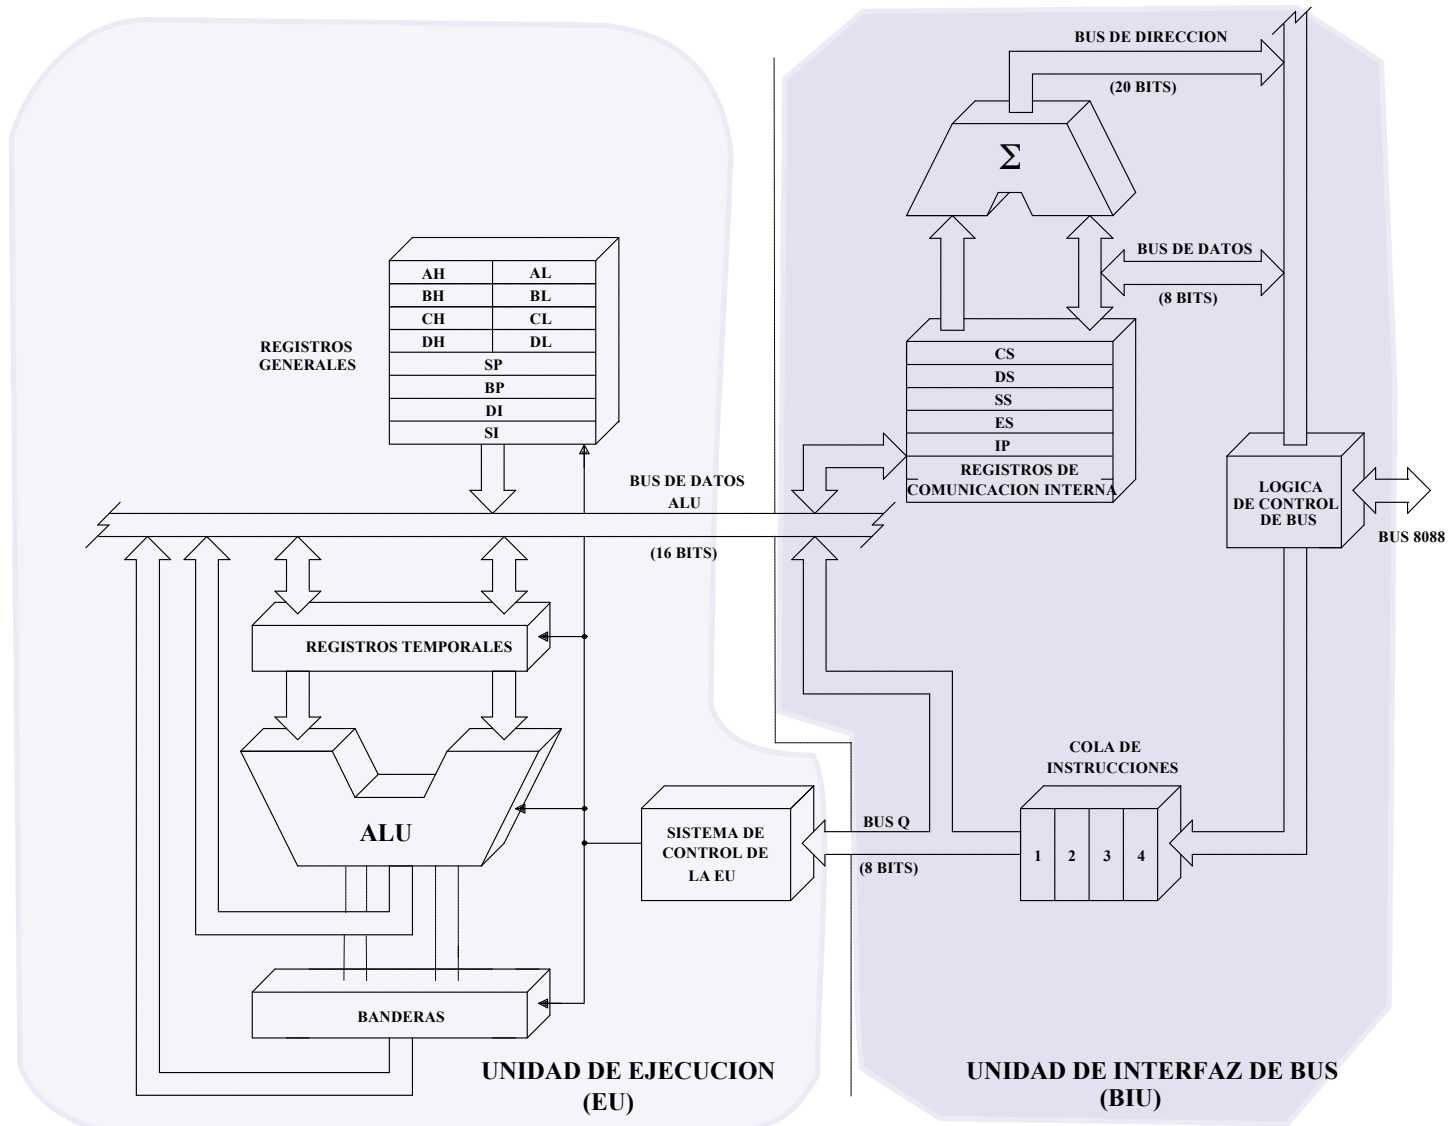 BUS DE DIRECCION
(20 BITS)
Σ
BUS DE DATOS
(8 BITS)
AH
AL
BH
BL
CH
CL
DH
DL
SP
BP
DI
SI
REGISTROS
GENERALES
CS
DS
SS
ES
IP
REGISTROS DE
COMUNICACION INTERNA
LOGICA
DE CONTROL
DE BUS
BUS 8088
BUS DE DATOS
ALU
(16 BITS)
REGISTROS TEMPORALES
ALU
SISTEMA DE
CONTROL DE
LA EU
BUS Q
(8 BITS)
COLA DE
INSTRUCCIONES
1
2
3
4
BANDERAS
UNIDAD DE EJECUCION
(EU)
UNIDAD DE INTERFAZ DE BUS
(BIU)